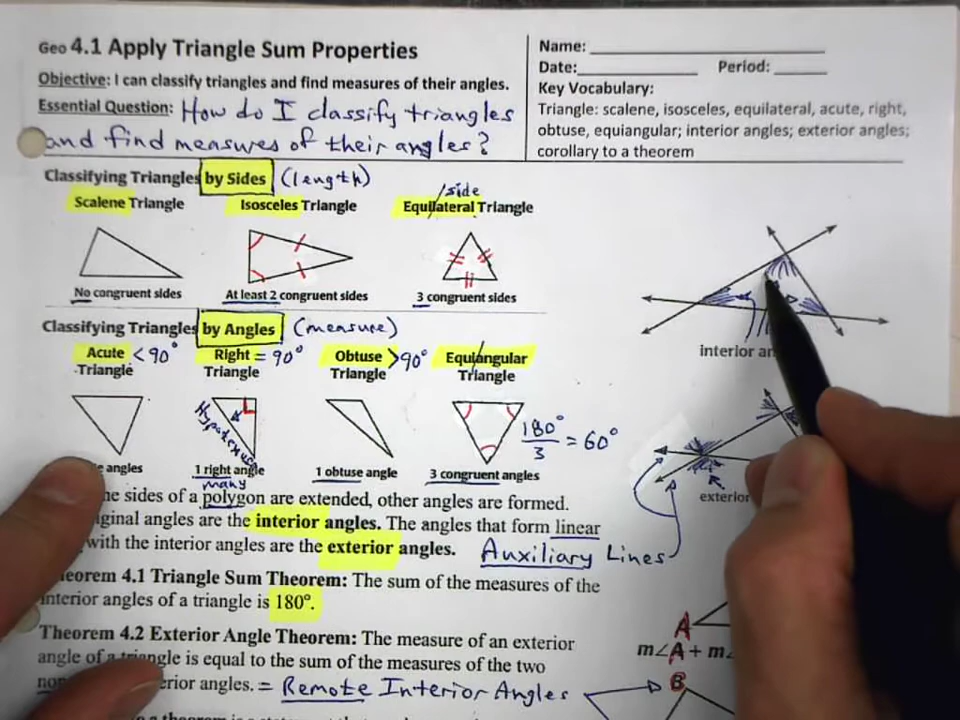 Geo 4.1 Apply Triangle Sum Properties
Objective: I can classify triangles and find measures of their angles.
Essential Question: How do I classify triangles
and find measures of their angles?
Name:
Date: Period:
Key Vocabulary:
Triangle: scalene, isosceles, equilateral, acute, right,
obtuse, equiangular; interior angles; exterior angles;
corollary to a theorem
Classifying Triangles by Sides (length)
side
Scalene Triangle Isosceles Triangle Equilateral Triangle
No congruent sides At least 2 congruent sides 3 congruent sides
Classifying Triangles by Angles (measure)
Acute < 90° Right = 90° Obtuse > 90° Equiangular
Triangle Triangle Triangle Triangle
Hypotenuse
180°/3 = 60°
angles 1 right angle 1 obtuse angle 3 congruent angles
many
sides of a polygon are extended, other angles are formed.
angles are the interior angles. The angles that form linear
with the interior angles are the exterior angles. Auxiliary Lines
interior
exterior
Theorem 4.1 Triangle Sum Theorem: The sum of the measures of the
interior angles of a triangle is 180°.
A
m∠A + m
Theorem 4.2 Exterior Angle Theorem: The measure of an exterior
angle of a triangle is equal to the sum of the measures of the two
angles. = Remote Interior Angles
B